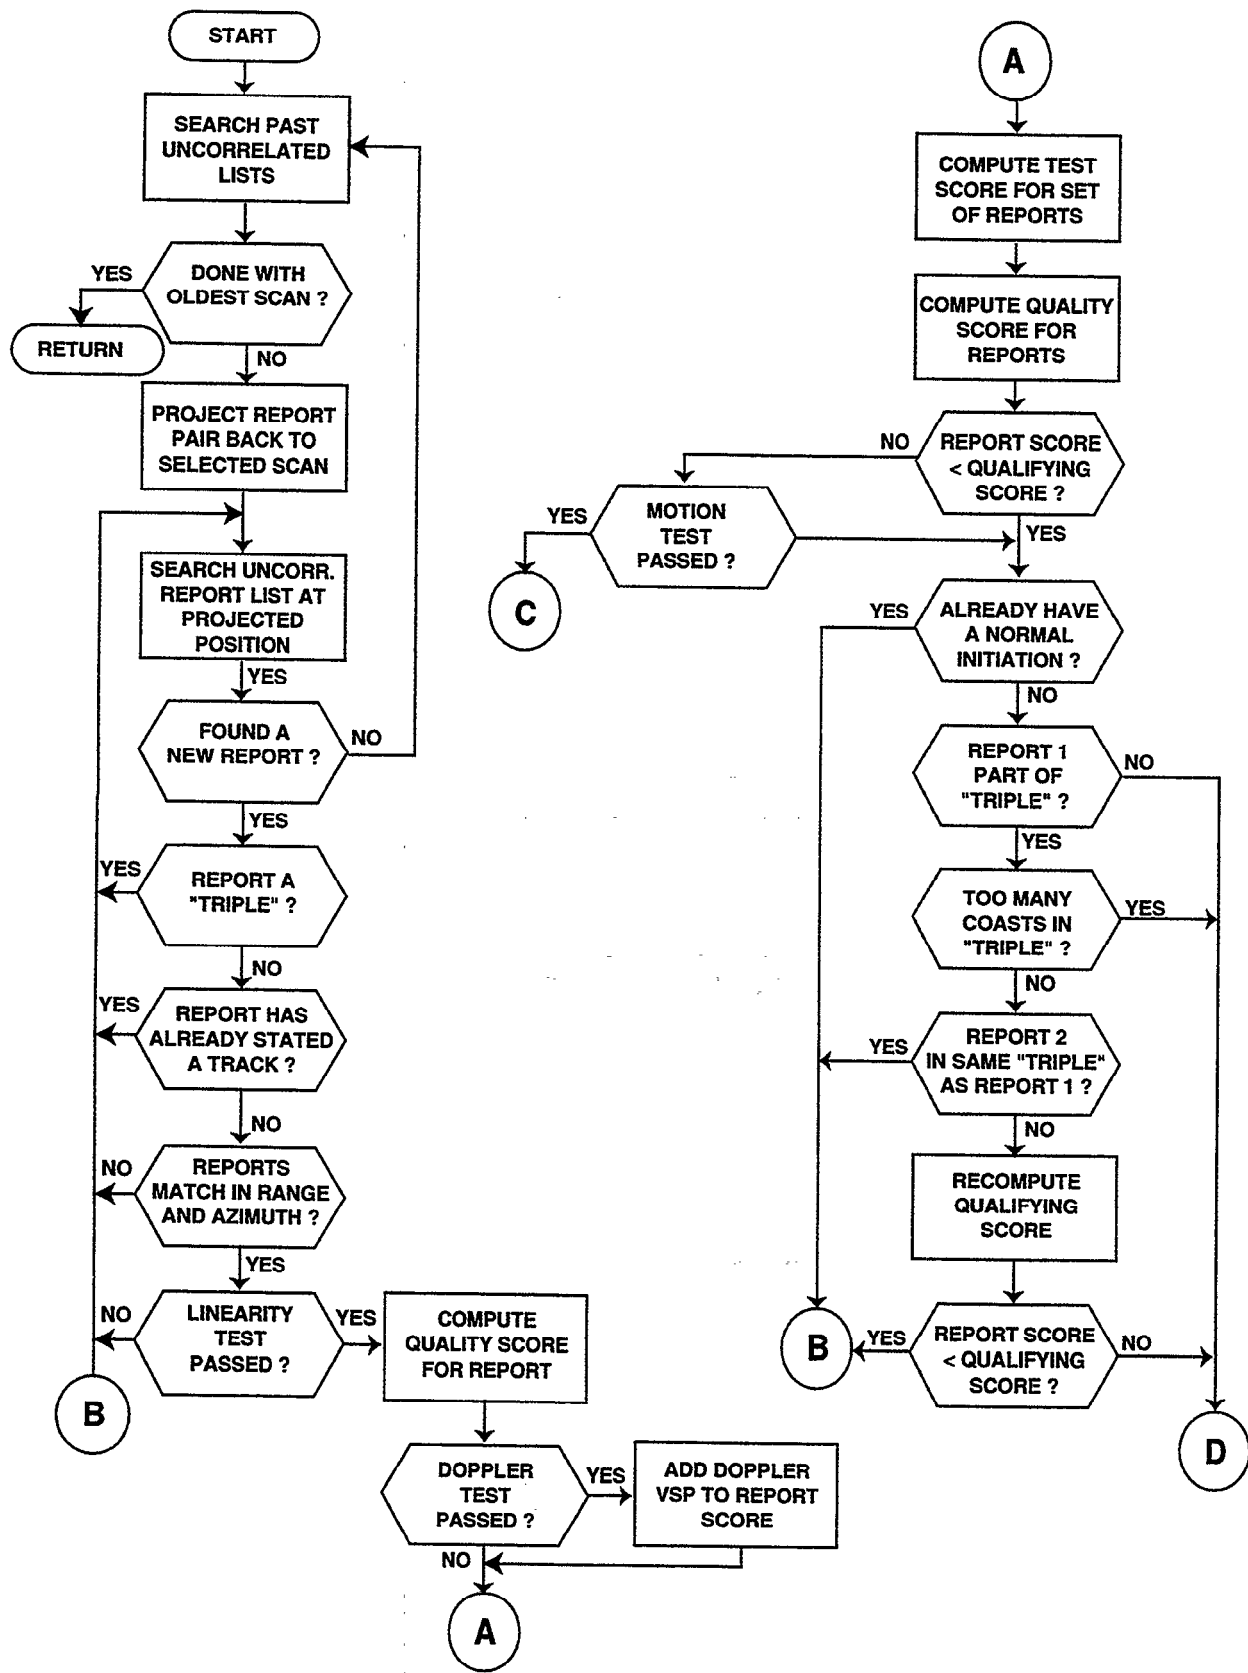 START
SEARCH PAST
UNCORRELATED
LISTS
DONE WITH
OLDEST SCAN ?
YES
RETURN
NO
PROJECT REPORT
PAIR BACK TO
SELECTED SCAN
SEARCH UNCORR.
REPORT LIST AT
PROJECTED
POSITION
YES
FOUND A
NEW REPORT ?
NO
YES
REPORT A
"TRIPLE" ?
YES
NO
REPORT HAS
ALREADY STATED
A TRACK ?
YES
NO
REPORTS
MATCH IN RANGE
AND AZIMUTH ?
NO
YES
LINEARITY
TEST
PASSED ?
NO
YES
B
COMPUTE
QUALITY SCORE
FOR REPORT
DOPPLER
TEST
PASSED ?
YES
ADD DOPPLER
VSP TO REPORT
SCORE
NO
A
A
COMPUTE TEST
SCORE FOR SET
OF REPORTS
COMPUTE QUALITY
SCORE FOR
REPORTS
REPORT SCORE
< QUALIFYING
SCORE ?
NO
YES
MOTION
TEST
PASSED ?
YES
C
ALREADY HAVE
A NORMAL
INITIATION ?
YES
NO
REPORT 1
PART OF
"TRIPLE" ?
NO
YES
TOO MANY
COASTS IN
"TRIPLE" ?
YES
NO
REPORT 2
IN SAME "TRIPLE"
AS REPORT 1 ?
YES
NO
RECOMPUTE
QUALIFYING
SCORE
REPORT SCORE
< QUALIFYING
SCORE ?
YES
NO
B
D